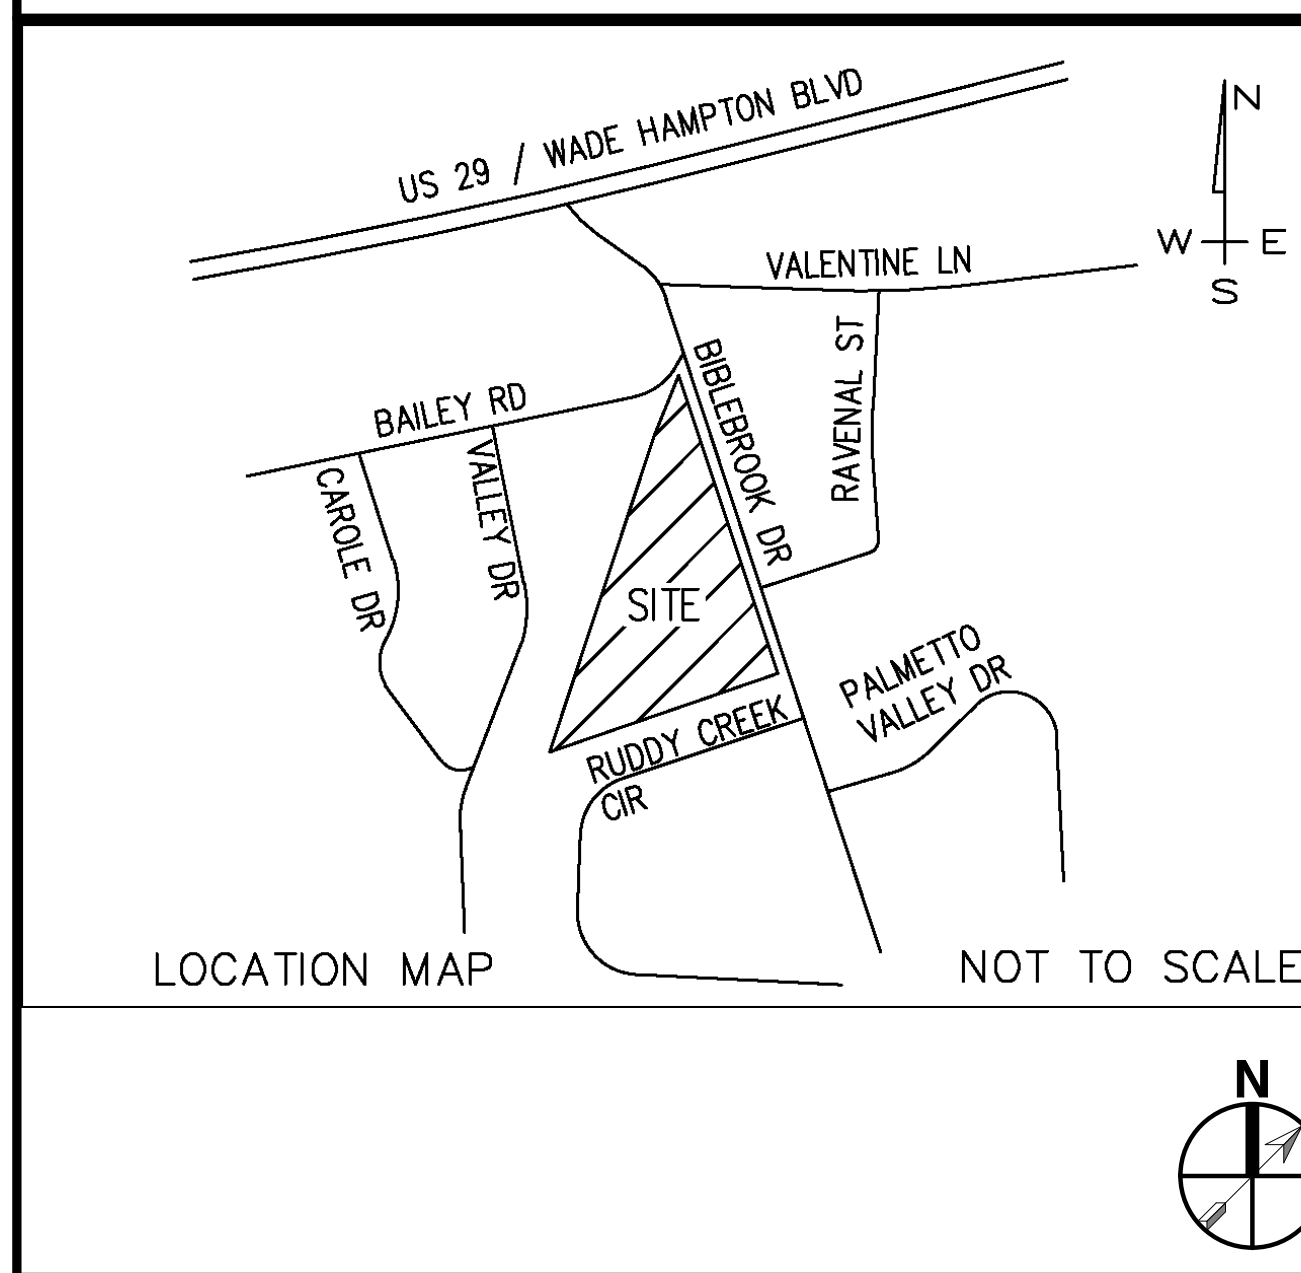 US 29 / WADE HAMPTON BLVD
N
W E
S
VALENTINE LN
RAVENAL ST
BIBLEBROOK DR
BAILEY RD
VALLEY DR
CAROLE DR
SITE
PALMETTO
VALLEY DR
RUDDY CREEK
CIR
LOCATION MAP
NOT TO SCALE
N